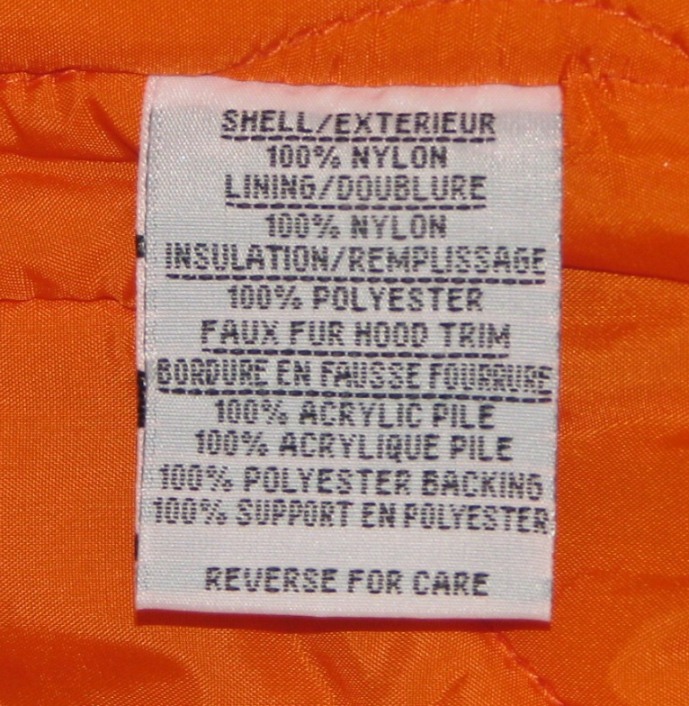 SHELL/EXTERIEUR
100% NYLON
LINING/DOUBLURE
100% NYLON
INSULATION/REMPLISSAGE
100% POLYESTER
FAUX FUR HOOD TRIM
BORDURE EN FAUSSE FOURRURE
100% ACRYLIC PILE
100% ACRYLIQUE PILE
100% POLYESTER BACKING
100% SUPPORT EN POLYESTER
REVERSE FOR CARE